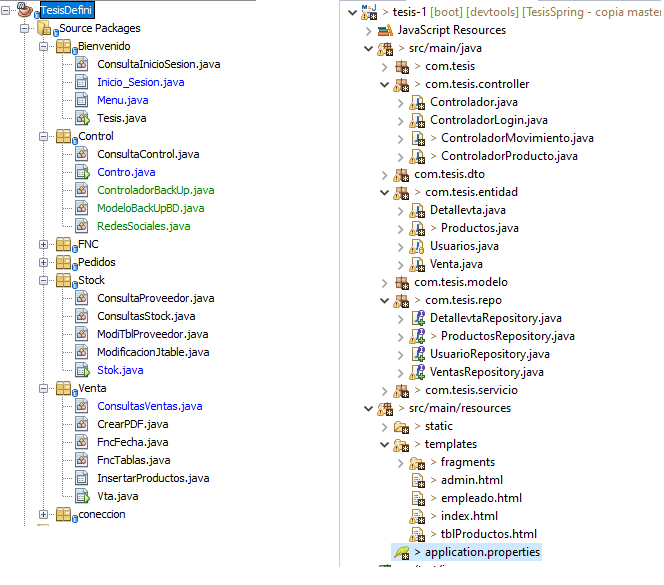 TesisDefini
Source Packages
Bienvenido
ConsultaInicioSesion.java
Inicio_Sesion.java
Menu.java
Tesis.java
Control
ConsultaControl.java
Contro.java
ControladorBackUp.java
ModeloBackUpBD.java
RedesSociales.java
FNC
Pedidos
Stock
ConsultaProveedor.java
ConsultasStock.java
ModiTblProveedor.java
ModificacionJtable.java
Stok.java
Venta
ConsultasVentas.java
CrearPDF.java
FncFecha.java
FncTablas.java
InsertarProductos.java
Vta.java
coneccion
> tesis-1 [boot] [devtools] [TesisSpring - copia master
JavaScript Resources
> src/main/java
> com.tesis
> com.tesis.controller
Controlador.java
ControladorLogin.java
> ControladorMovimiento.java
> ControladorProducto.java
com.tesis.dto
> com.tesis.entidad
Detallevta.java
> Productos.java
Usuarios.java
Venta.java
com.tesis.modelo
> com.tesis.repo
DetallevtaRepository.java
> ProductosRepository.java
UsuarioRepository.java
VentasRepository.java
> com.tesis.servicio
> src/main/resources
> static
> templates
> fragments
admin.html
> empleado.html
> index.html
> tblProductos.html
> application.properties